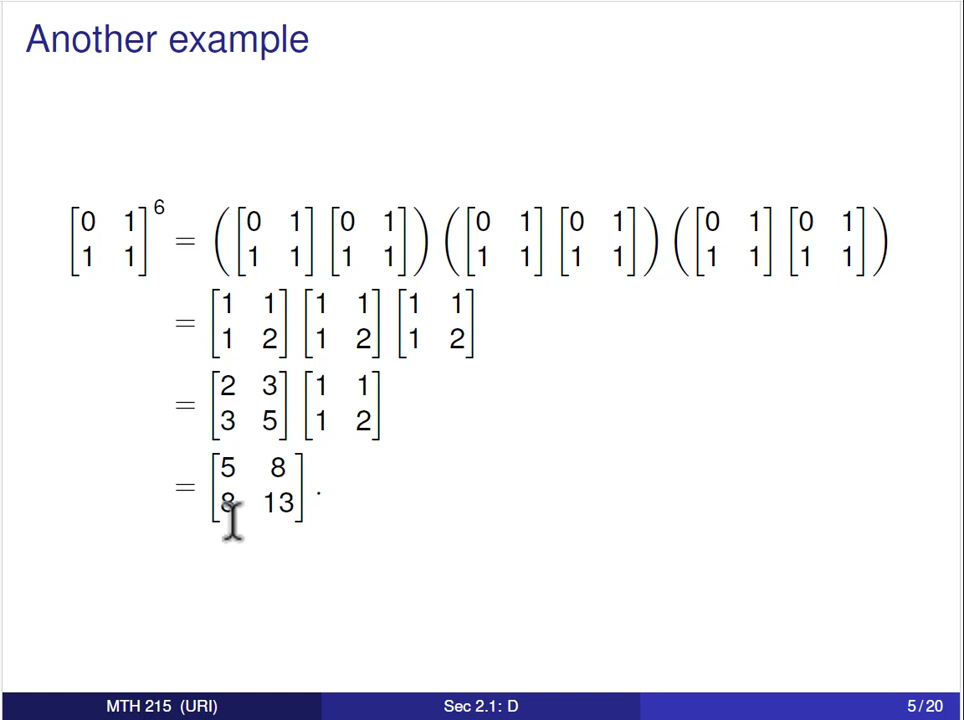 Another example
[0 1; 1 1]^6 = ([0 1; 1 1] [0 1; 1 1]) ([0 1; 1 1] [0 1; 1 1]) ([0 1; 1 1] [0 1; 1 1])
= [1 1; 1 2] [1 1; 1 2] [1 1; 1 2]
= [2 3; 3 5] [1 1; 1 2]
= [5 8; 8 13].
MTH 215 (URI) Sec 2.1: D 5/20